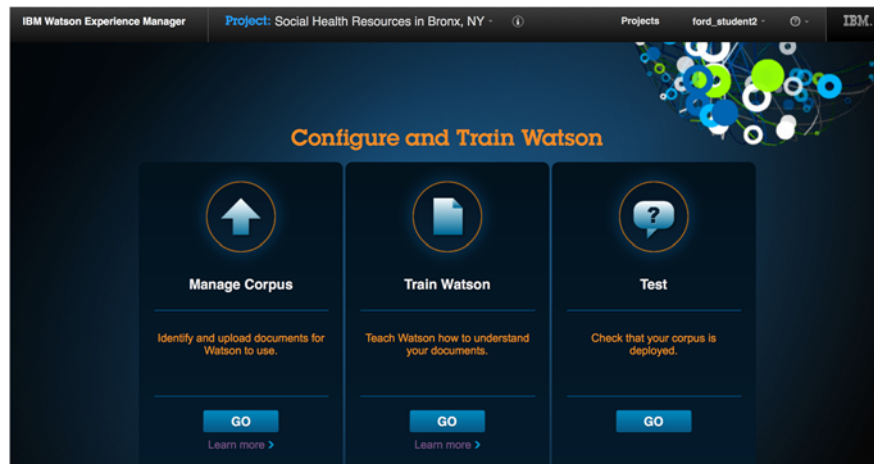 IBM Watson Experience Manager
Project: Social Health Resources in Bronx, NY
Projects
ford_student2
IBM.
Configure and Train Watson
Manage Corpus
Identify and upload documents for
Watson to use.
GO
Learn more >
Train Watson
Teach Watson how to understand
your documents.
GO
Learn more >
?
Test
Check that your corpus is
deployed.
GO